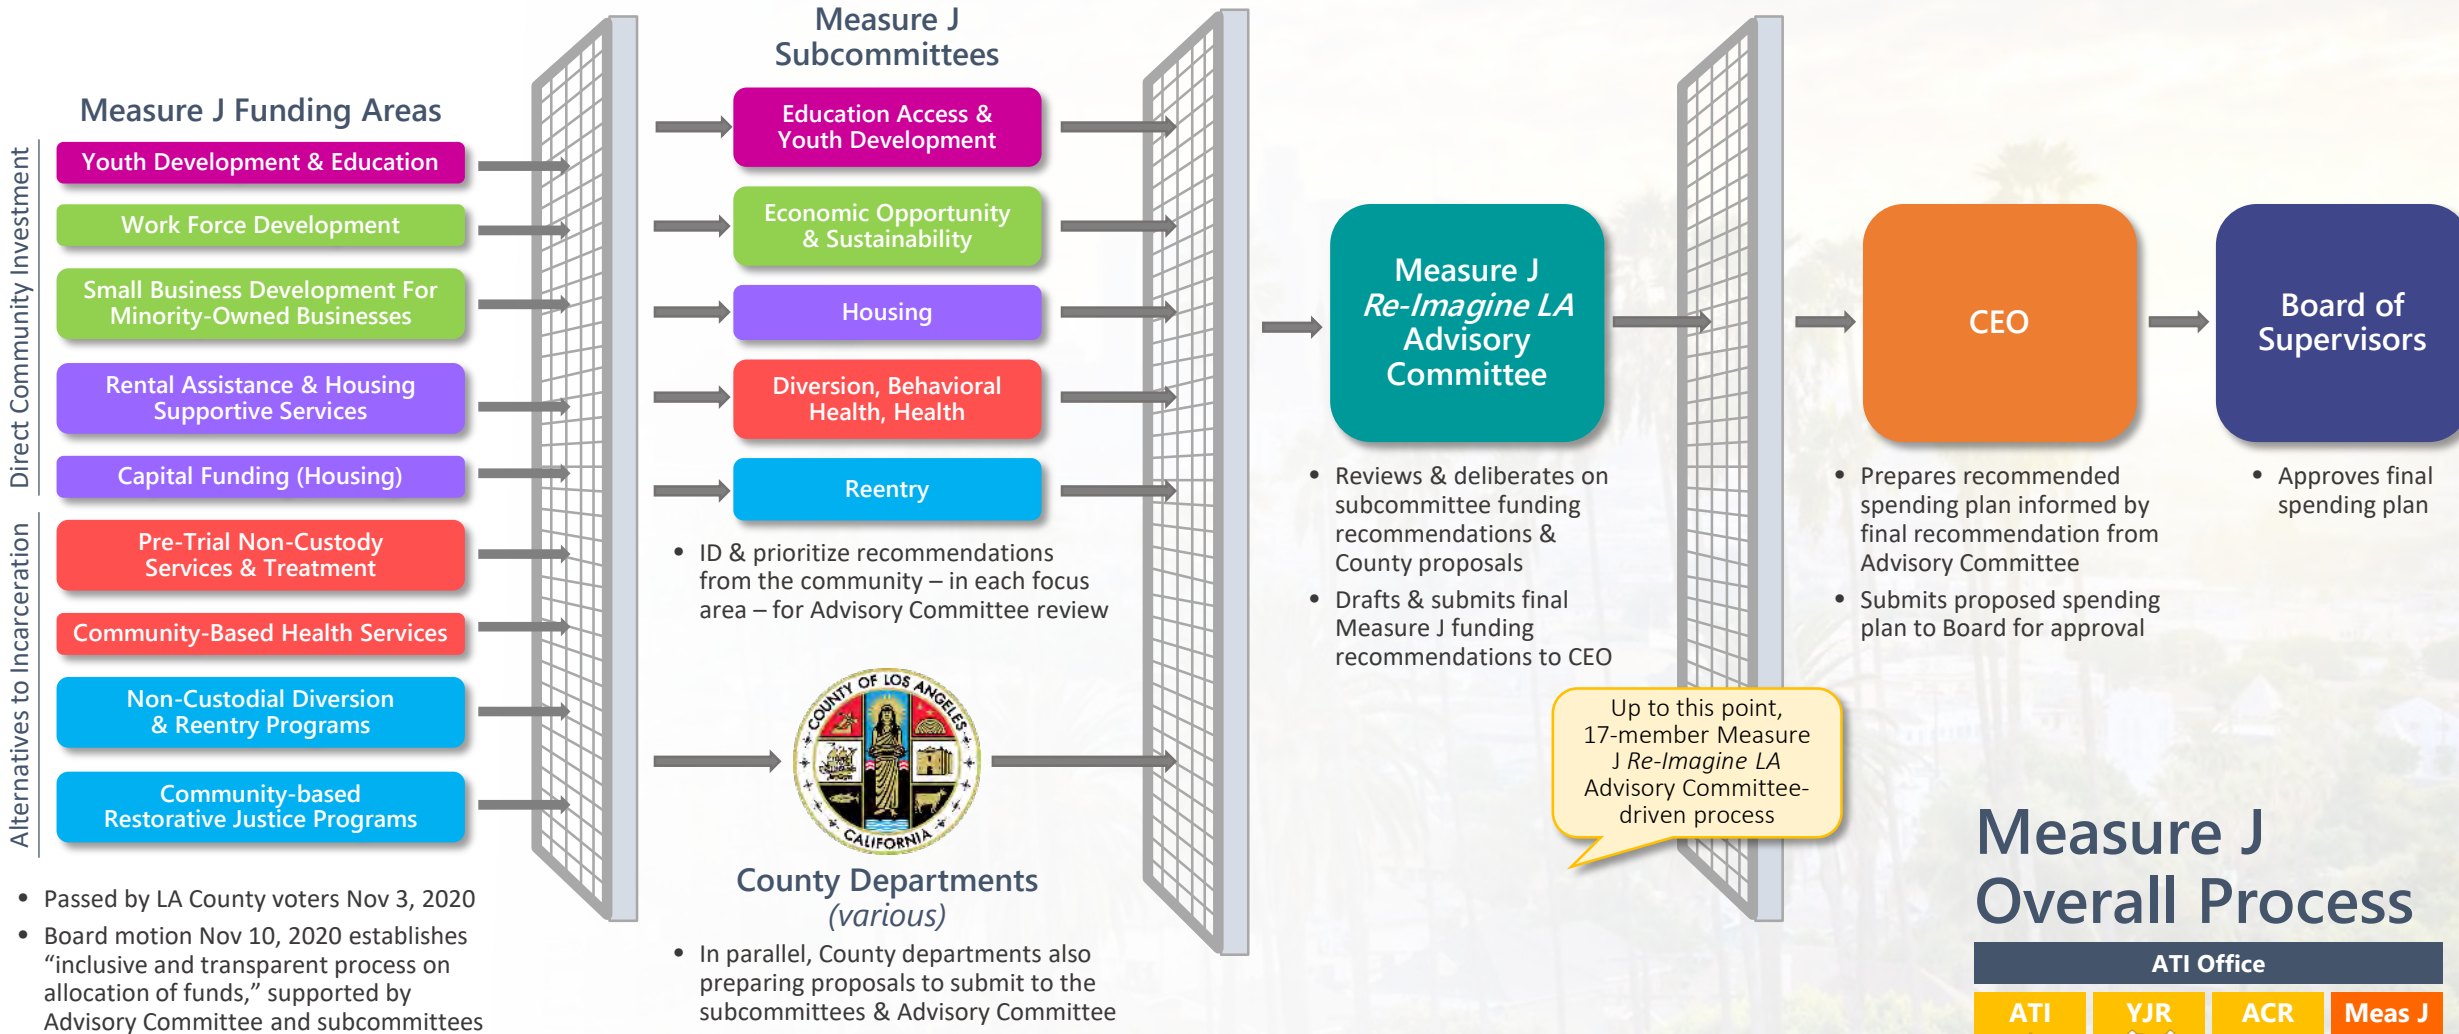 Measure J Funding Areas
Direct Community Investment
Youth Development & Education
Work Force Development
Small Business Development For
Minority-Owned Businesses
Rental Assistance & Housing
Supportive Services
Capital Funding (Housing)
Alternatives to Incarceration
Pre-Trial Non-Custody
Services & Treatment
Community-Based Health Services
Non-Custodial Diversion
& Reentry Programs
Community-based
Restorative Justice Programs
• Passed by LA County voters Nov 3, 2020
• Board motion Nov 10, 2020 establishes
“inclusive and transparent process on
allocation of funds,” supported by
Advisory Committee and subcommittees
Measure J
Subcommittees
Education Access &
Youth Development
Economic Opportunity
& Sustainability
Housing
Diversion, Behavioral
Health, Health
Reentry
• ID & prioritize recommendations
from the community – in each focus
area – for Advisory Committee review
COUNTY OF LOS ANGELES
CALIFORNIA
County Departments
(various)
• In parallel, County departments also
preparing proposals to submit to the
subcommittees & Advisory Committee
Measure J
Re-Imagine LA
Advisory
Committee
• Reviews & deliberates on
subcommittee funding
recommendations &
County proposals
• Drafts & submits final
Measure J funding
recommendations to CEO
Up to this point,
17-member Measure
J Re-Imagine LA
Advisory Committee-
driven process
CEO
• Prepares recommended
spending plan informed by
final recommendation from
Advisory Committee
• Submits proposed spending
plan to Board for approval
Board of
Supervisors
• Approves final
spending plan
Measure J
Overall Process
ATI Office
ATI
YJR
ACR
Meas J